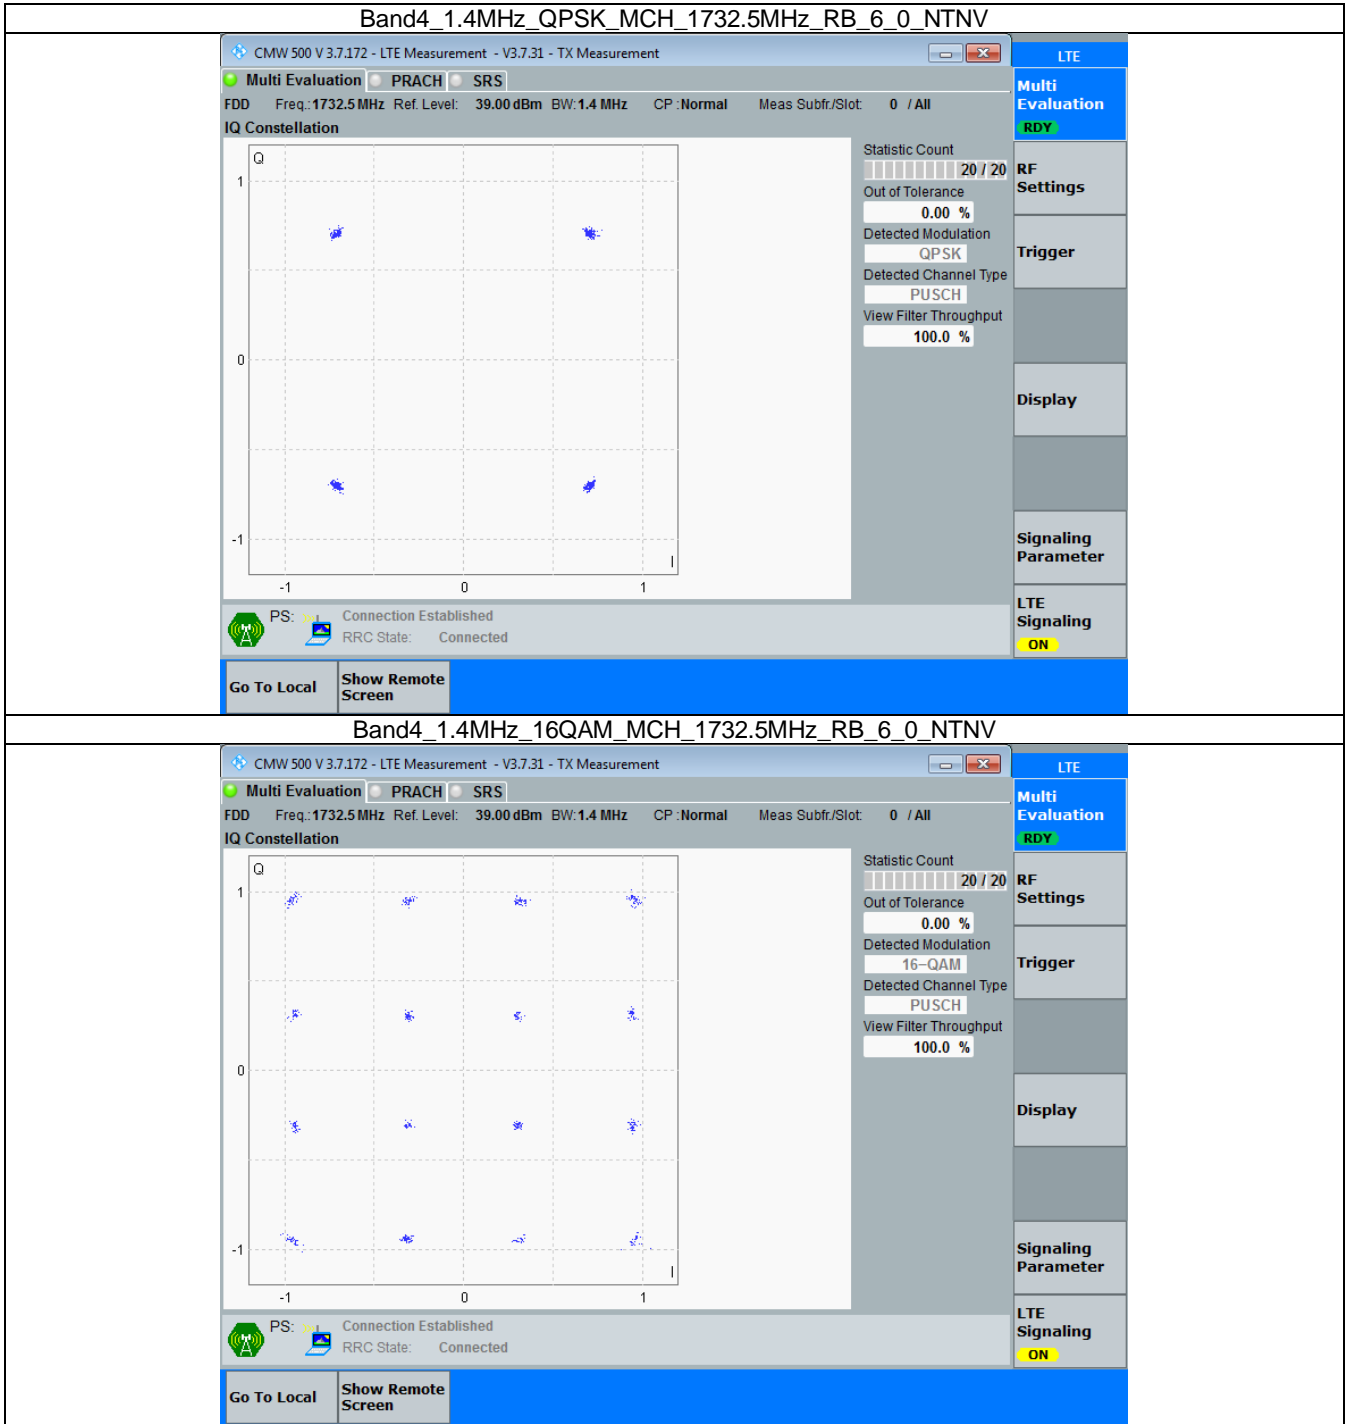 Band4_1.4MHz_QPSK_MCH_1732.5MHz_RB_6_0_NTNV
CMW 500 V 3.7.172 - LTE Measurement - V3.7.31 - TX Measurement
LTE
Multi Evaluation PRACH SRS
Multi Evaluation
RDY
FDD Freq.: 1732.5 MHz Ref. Level: 39.00 dBm BW: 1.4 MHz CP : Normal Meas Subfr./Slot: 0 / All
IQ Constellation
Q
1
0
-1
I
-1 0 1
Statistic Count
20 / 20
Out of Tolerance
0.00 %
Detected Modulation
QPSK
Detected Channel Type
PUSCH
View Filter Throughput
100.0 %
RF Settings
Trigger
Display
Signaling Parameter
LTE Signaling
ON
PS: Connection Established
RRC State: Connected
Go To Local
Show Remote Screen
Band4_1.4MHz_16QAM_MCH_1732.5MHz_RB_6_0_NTNV
CMW 500 V 3.7.172 - LTE Measurement - V3.7.31 - TX Measurement
LTE
Multi Evaluation PRACH SRS
Multi Evaluation
RDY
FDD Freq.: 1732.5 MHz Ref. Level: 39.00 dBm BW: 1.4 MHz CP : Normal Meas Subfr./Slot: 0 / All
IQ Constellation
Q
1
0
-1
I
-1 0 1
Statistic Count
20 / 20
Out of Tolerance
0.00 %
Detected Modulation
16-QAM
Detected Channel Type
PUSCH
View Filter Throughput
100.0 %
RF Settings
Trigger
Display
Signaling Parameter
LTE Signaling
ON
PS: Connection Established
RRC State: Connected
Go To Local
Show Remote Screen